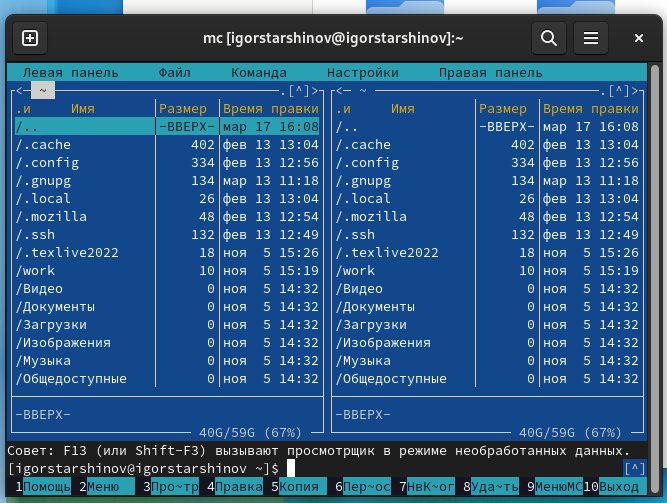 mc [igorstarshinov@igorstarshinov]:~
Левая панель Файл Команда Настройки Правая панель
<- ~ .[^]> <- ~ .[^]>
.и Имя Размер Время правки .и Имя Размер Время правки
/.. -ВВЕРХ- мар 17 16:08 /.. -ВВЕРХ- мар 17 16:08
/.cache 402 фев 13 13:04 /.cache 402 фев 13 13:04
/.config 334 фев 13 12:56 /.config 334 фев 13 12:56
/.gnupg 134 мар 13 11:18 /.gnupg 134 мар 13 11:18
/.local 26 фев 13 13:04 /.local 26 фев 13 13:04
/.mozilla 48 фев 13 12:54 /.mozilla 48 фев 13 12:54
/.ssh 132 фев 13 12:49 /.ssh 132 фев 13 12:49
/.texlive2022 18 ноя 5 15:26 /.texlive2022 18 ноя 5 15:26
/work 10 ноя 5 15:19 /work 10 ноя 5 15:19
/Видео 0 ноя 5 14:32 /Видео 0 ноя 5 14:32
/Документы 0 ноя 5 14:32 /Документы 0 ноя 5 14:32
/Загрузки 0 ноя 5 14:32 /Загрузки 0 ноя 5 14:32
/Изображения 0 ноя 5 14:32 /Изображения 0 ноя 5 14:32
/Музыка 0 ноя 5 14:32 /Музыка 0 ноя 5 14:32
/Общедоступные 0 ноя 5 14:32 /Общедоступные 0 ноя 5 14:32
-ВВЕРХ- -ВВЕРХ-
40G/59G (67%) 40G/59G (67%)
Совет: F13 (или Shift-F3) вызывают просмотрщик в режиме необработанных данных.
[igorstarshinov@igorstarshinov ~]$ [^]
1Помощь 2Меню 3Про~тр 4Правка 5Копия 6Пер~ос 7НвК~ог 8Уда~ть 9МенюМС 10Выход